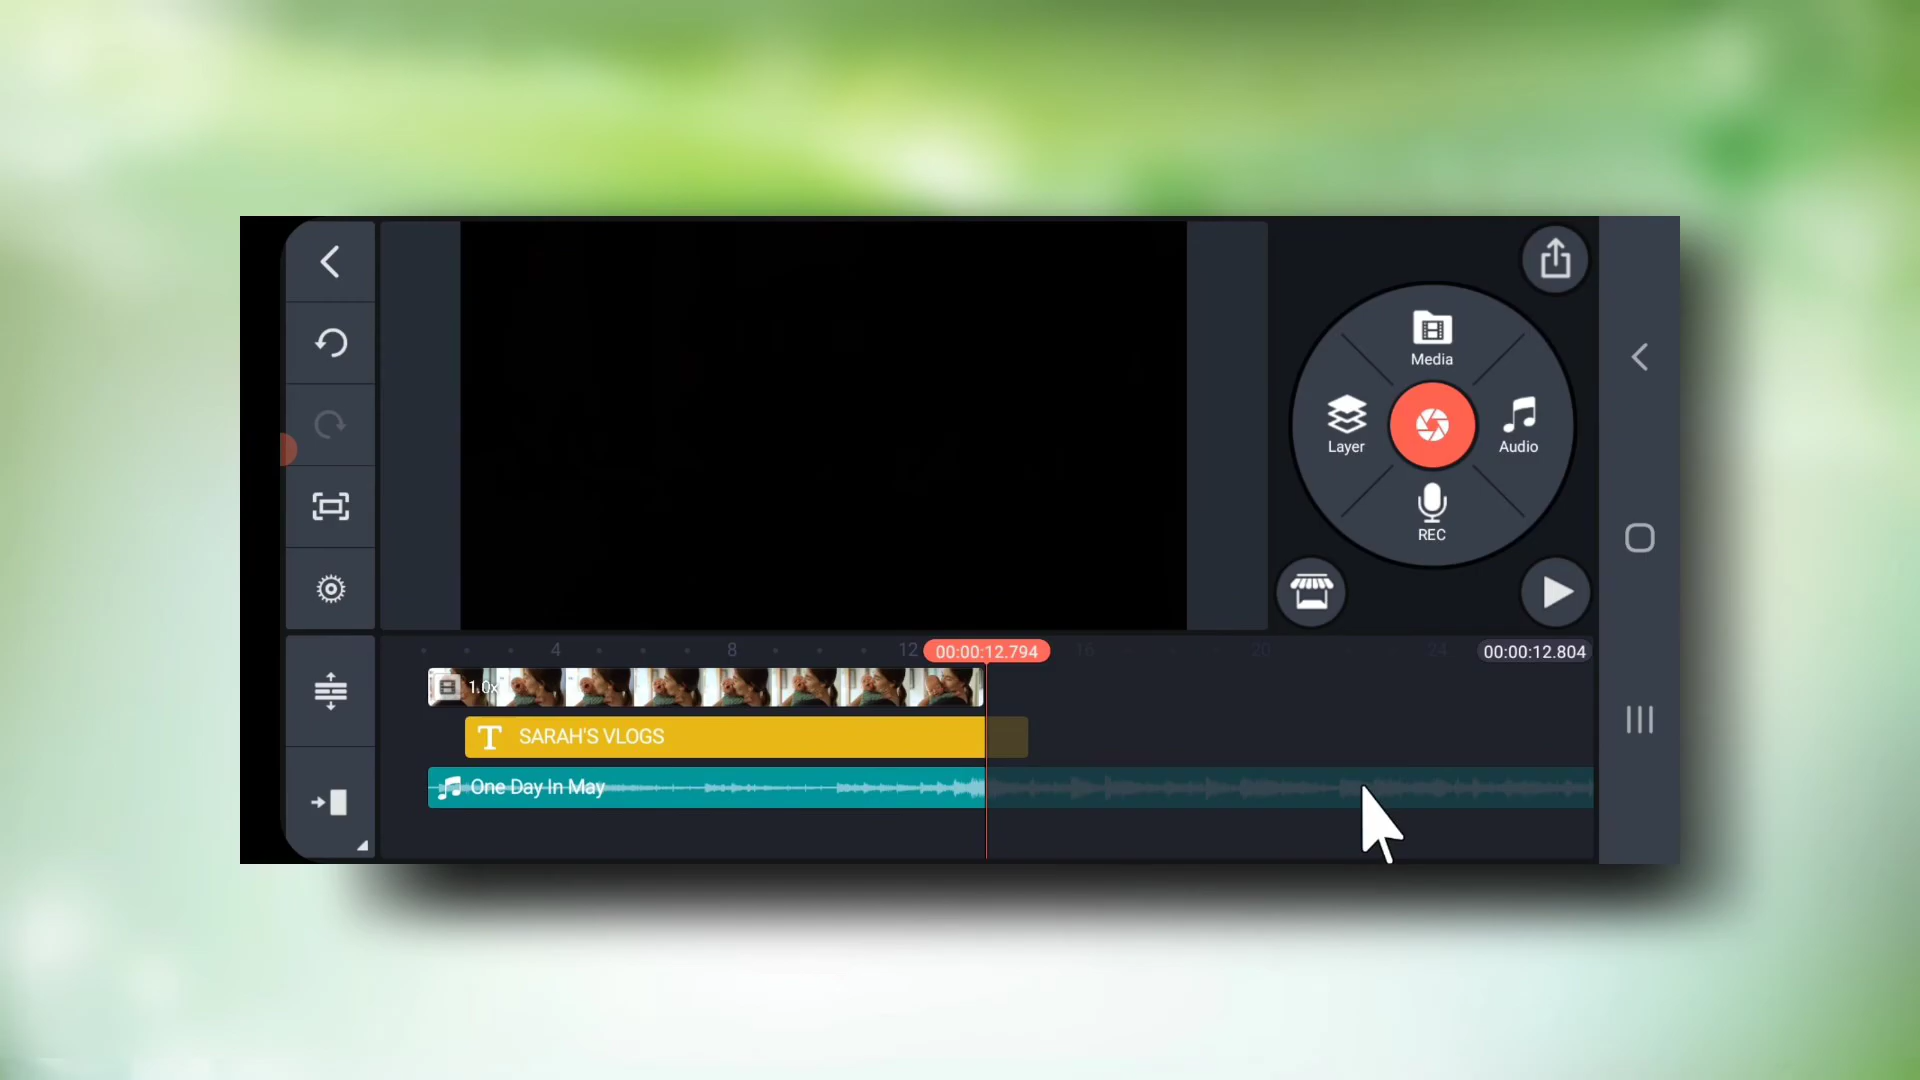 Media
Layer
Audio
REC
4
8
12
00:00:12.794
16
20
24
00:00:12.804
1.0x
SARAH'S VLOGS
One Day In May